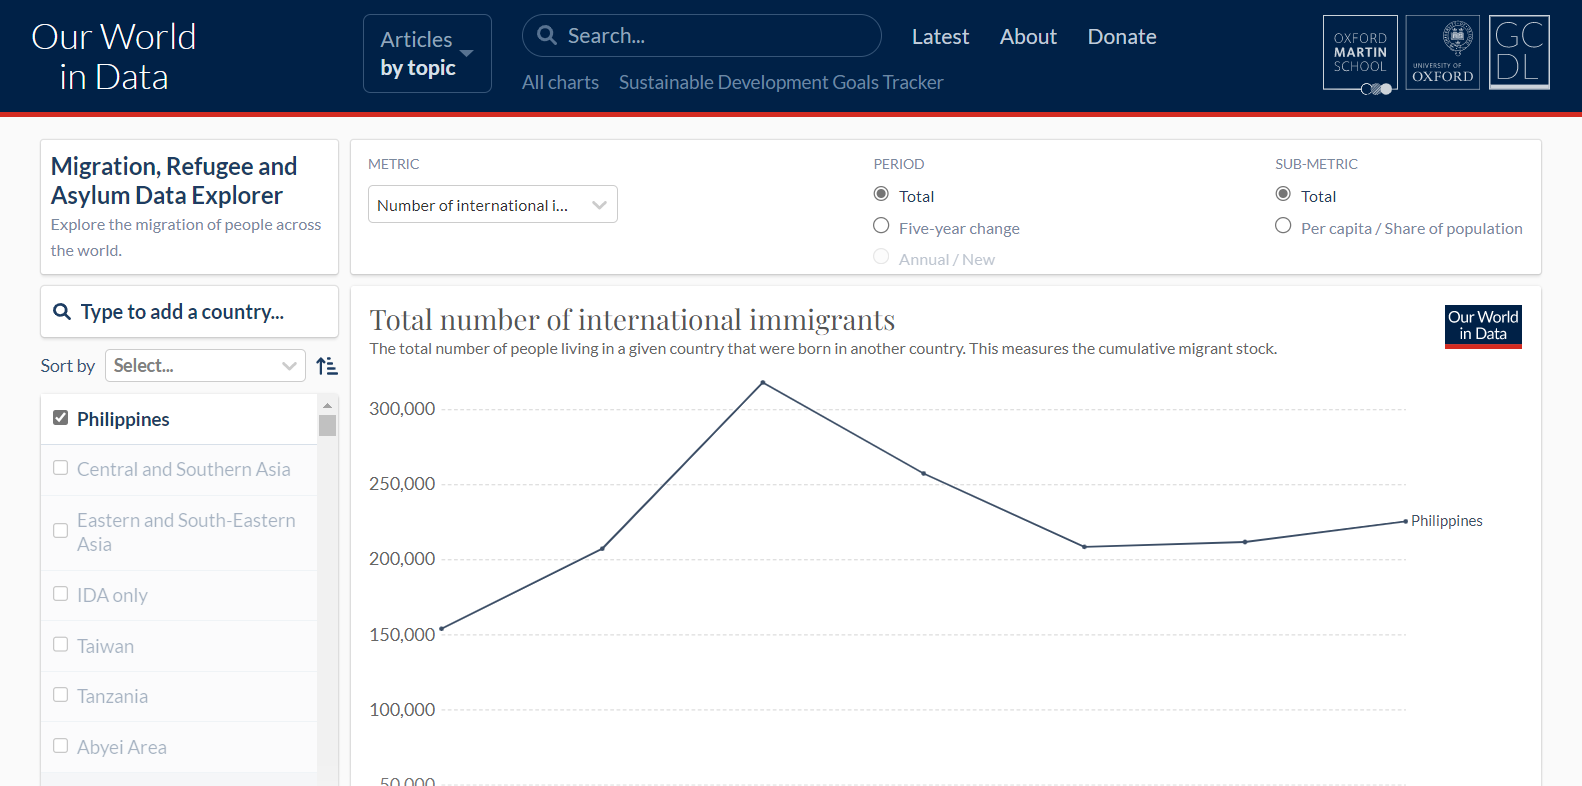 Our World
in Data
Articles
by topic
Search...
Latest
About
Donate
All charts
Sustainable Development Goals Tracker
OXFORD
MARTIN
SCHOOL
UNIVERSITY OF
OXFORD
GC
DL
Migration, Refugee and
Asylum Data Explorer
Explore the migration of people across
the world.
METRIC
Number of international i...
PERIOD
Total
Five-year change
Annual / New
SUB-METRIC
Total
Per capita / Share of population
Type to add a country...
Sort by
Select...
Philippines
Central and Southern Asia
Eastern and South-Eastern
Asia
IDA only
Taiwan
Tanzania
Abyei Area
Total number of international immigrants
The total number of people living in a given country that were born in another country. This measures the cumulative migrant stock.
Our World
in Data
300,000
250,000
200,000
150,000
100,000
50,000
Philippines